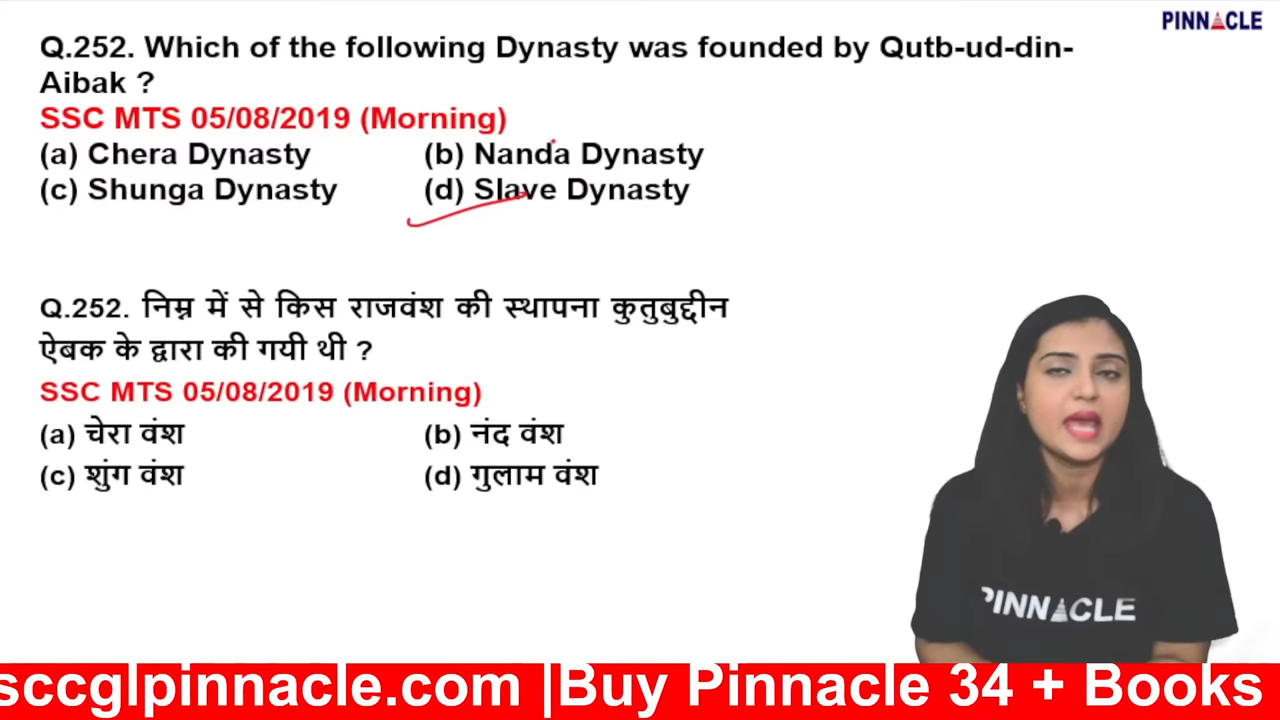 PINNACLE
Q.252. Which of the following Dynasty was founded by Qutb-ud-din-
Aibak ?
SSC MTS 05/08/2019 (Morning)
(a) Chera Dynasty (b) Nanda Dynasty
(c) Shunga Dynasty (d) Slave Dynasty
Q.252. निम्न में से किस राजवंश की स्थापना कुतुबुद्दीन
ऐबक के द्वारा की गयी थी ?
SSC MTS 05/08/2019 (Morning)
(a) चेरा वंश (b) नंद वंश
(c) शुंग वंश (d) गुलाम वंश
PINNACLE
sccglpinnacle.com |Buy Pinnacle 34 + Books